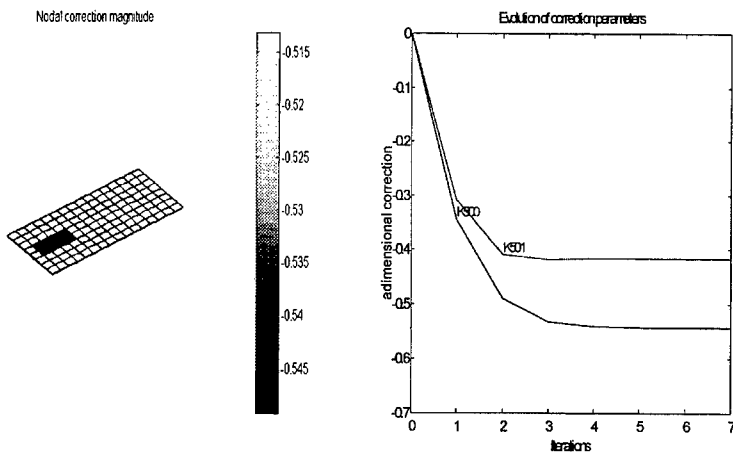 Nodal correction magnitude
-0.515
-0.52
-0.525
-0.53
-0.535
-0.54
-0.545
Evolution of correction parameters
0
-0.1
-0.2
-0.3
-0.4
-0.5
-0.6
-0.7
adimensional correction
K300
K501
0 1 2 3 4 5 6 7
Iterations